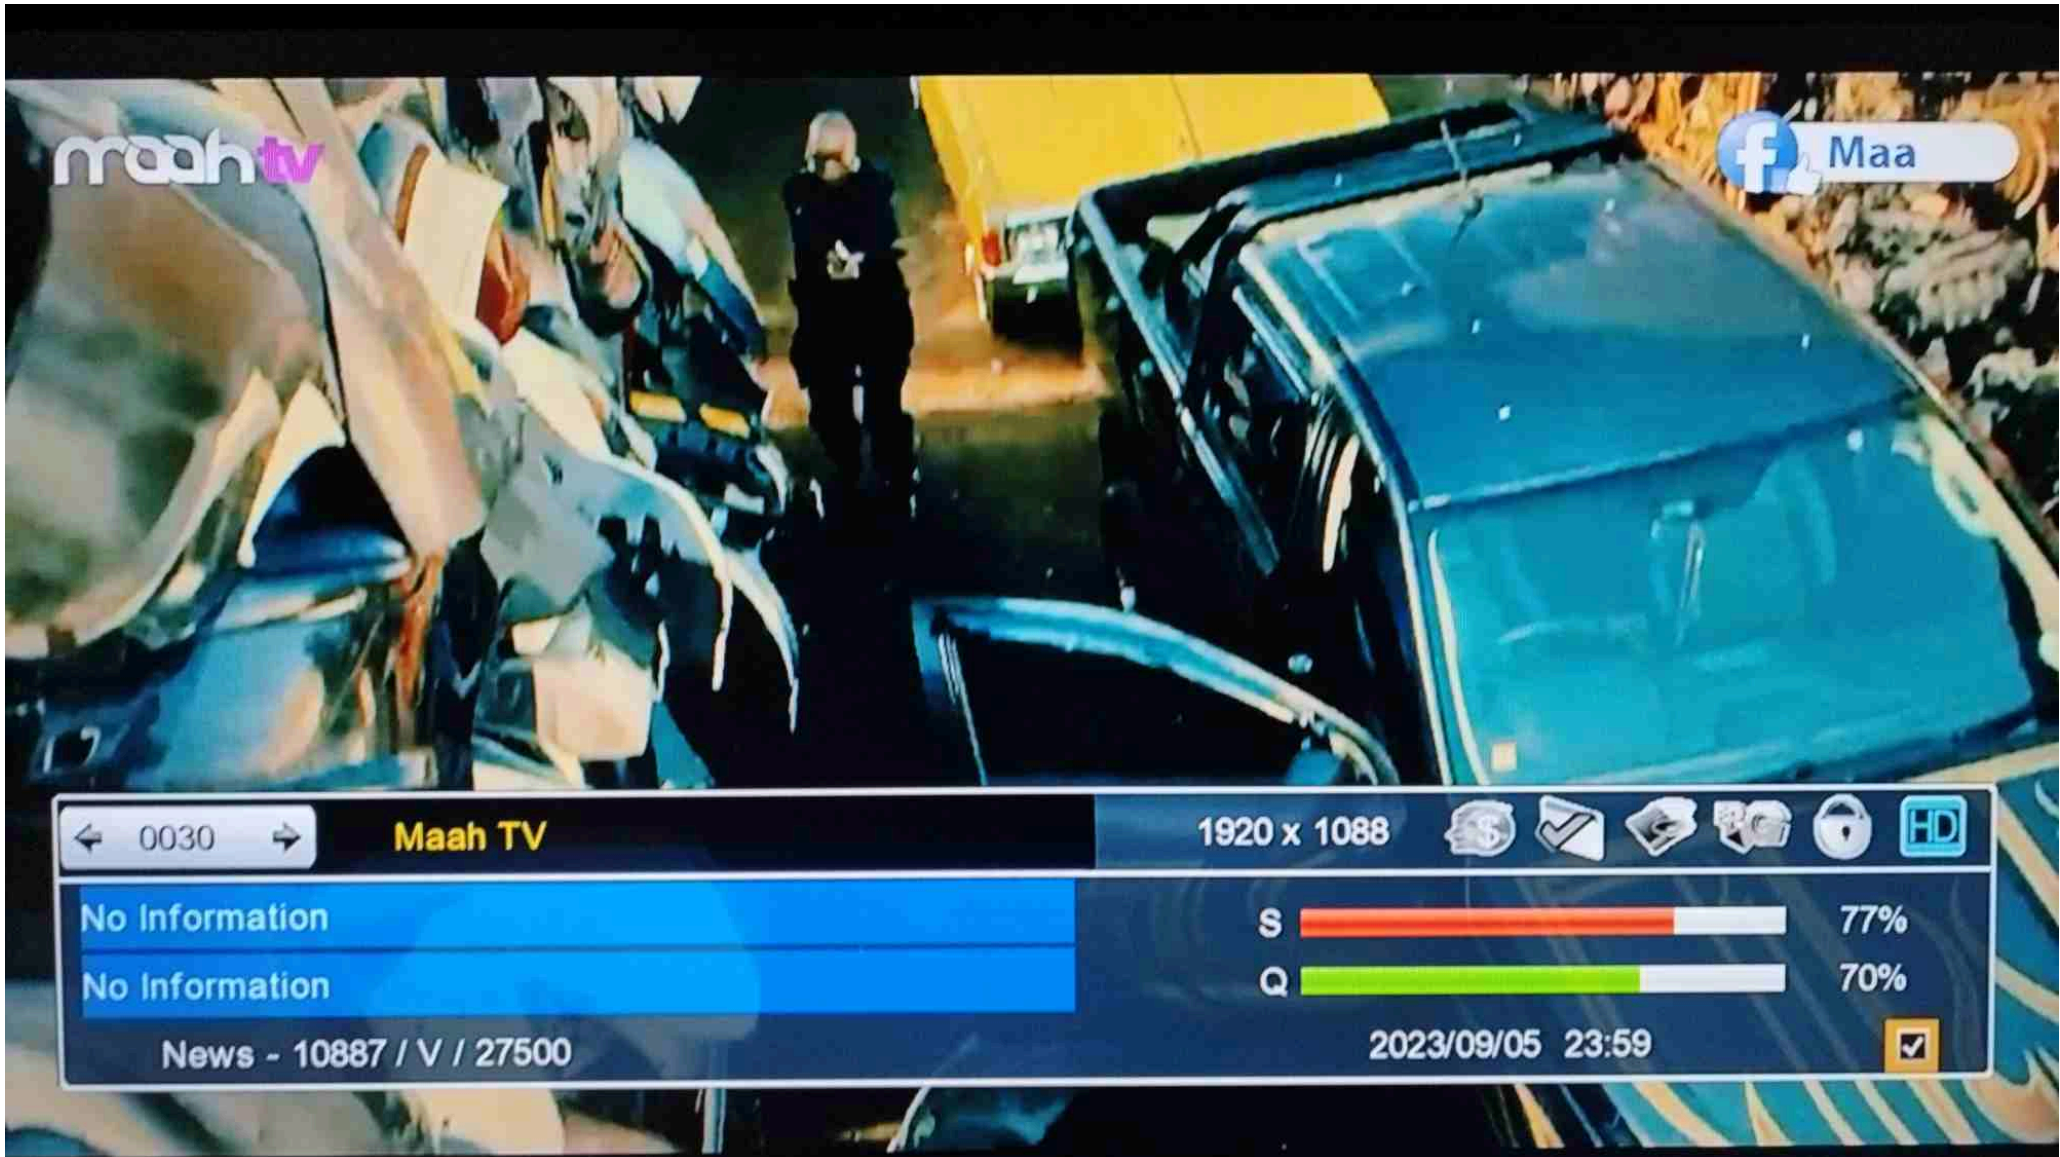 maahtv
f Maa
0030 Maah TV 1920 x 1088 HD
No Information
S 77%
No Information
Q 70%
News - 10887 / V / 27500 2023/09/05 23:59